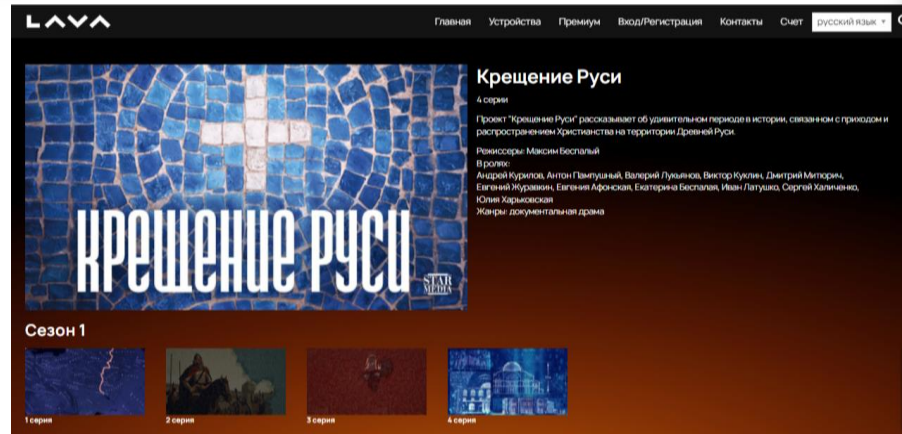 LAVA
Главная Устройства Премиум Вход/Регистрация Контакты Счет русский язык
Крещение Руси
4 серии
Проект "Крещение Руси" рассказывает об удивительном периоде в истории, связанном с приходом и
распространением Христианства на территории Древней Руси.
Режиссеры: Максим Беспалый
В ролях:
Андрей Курилов, Антон Пампушный, Валерий Лукьянов, Виктор Куклин, Дмитрий Миторич,
Евгений Журавкин, Евгения Афонская, Екатерина Беспалая, Иван Латушко, Сергей Халиченко,
Юлия Харьковская
Жанры: документальная драма
КРЕЩЕНИЕ РУСИ
STAR
MEDIA
Сезон 1
1 серия 2 серия 3 серия 4 серия